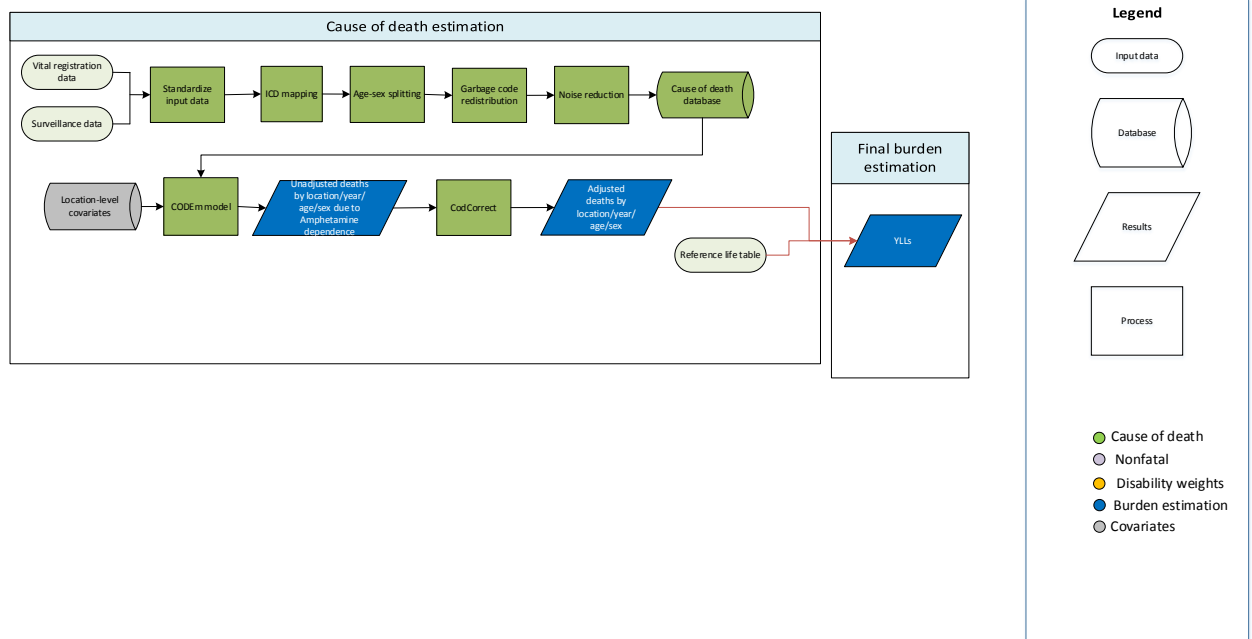 Cause of death estimation
Vital registration
data
Surveillance data
Standardize
input data
ICD mapping
Age-sex splitting
Garbage code
redistribution
Noise reduction
Cause of death
database
Location-level
covariates
CODEm model
Unadjusted deaths
by location/year/
age/sex due to
Amphetamine
dependence
CodCorrect
Adjusted
deaths by
location/year/
age/sex
Reference life table
Final burden
estimation
YLLs
Legend
Input data
Database
Results
Process
Cause of death
Nonfatal
Disability weights
Burden estimation
Covariates